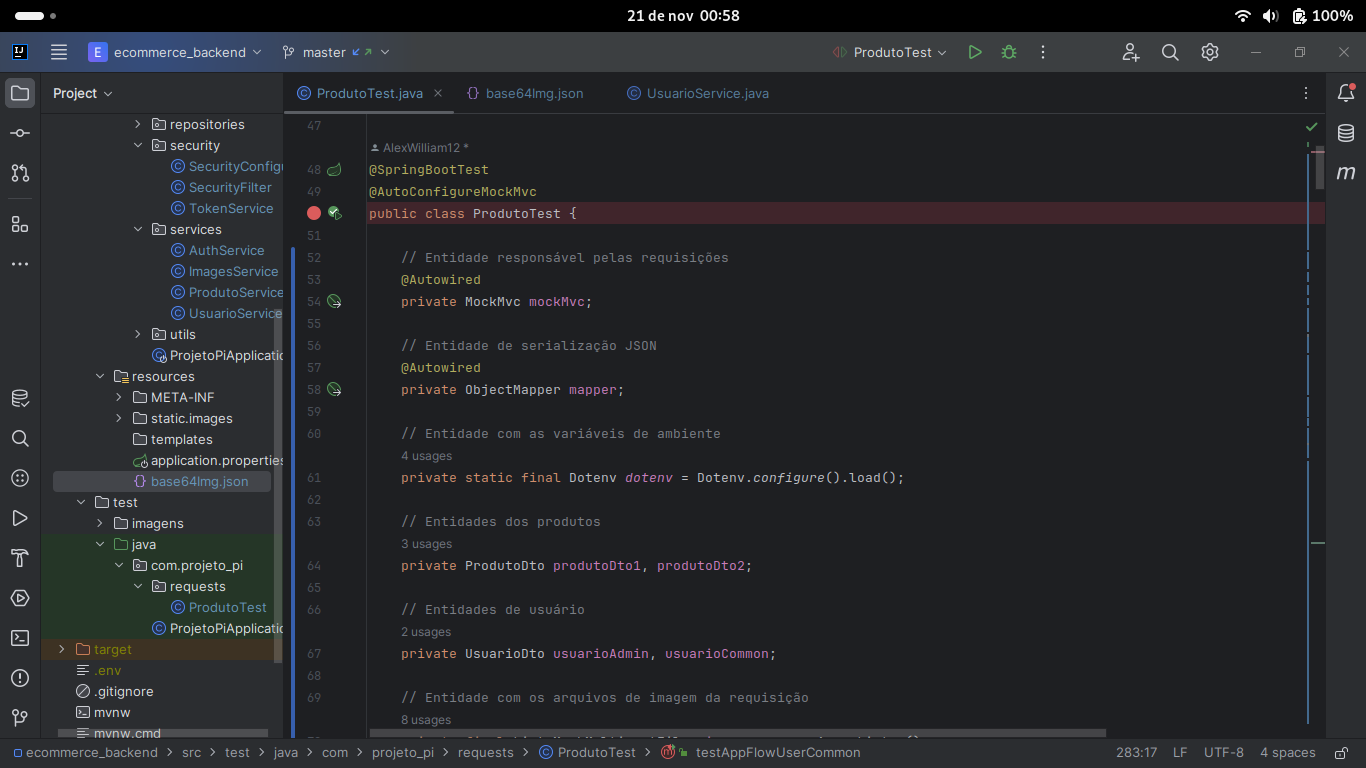 21 de nov 00:58
100%
IJ
E ecommerce_backend
master
ProdutoTest
Project
ProdutoTest.java
base64Img.json
UsuarioService.java
repositories
security
SecurityConfigu
SecurityFilter
TokenService
services
AuthService
ImagesService
ProdutoService
UsuarioService
utils
ProjetoPiApplicatio
resources
META-INF
static.images
templates
application.properties
base64Img.json
test
imagens
java
com.projeto_pi
requests
ProdutoTest
ProjetoPiApplicatio
target
.env
.gitignore
mvnw
mvnw.cmd
m
47
AlexWilliam12 *
48 @SpringBootTest
49 @AutoConfigureMockMvc
public class ProdutoTest {
51
52 // Entidade responsável pelas requisições
53 @Autowired
54 private MockMvc mockMvc;
55
56 // Entidade de serialização JSON
57 @Autowired
58 private ObjectMapper mapper;
59
60 // Entidade com as variáveis de ambiente
4 usages
61 private static final Dotenv dotenv = Dotenv.configure().load();
62
63 // Entidades dos produtos
3 usages
64 private ProdutoDto produtoDto1, produtoDto2;
65
66 // Entidades de usuário
2 usages
67 private UsuarioDto usuarioAdmin, usuarioCommon;
68
69 // Entidade com os arquivos de imagem da requisição
8 usages
ecommerce_backend > src > test > java > com > projeto_pi > requests > ProdutoTest > testAppFlowUserCommon
283:17 LF UTF-8 4 spaces